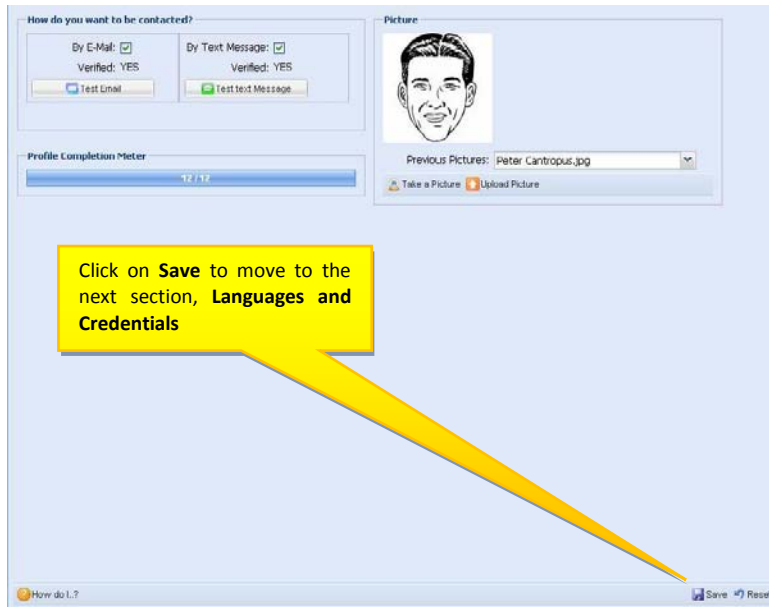 How do you want to be contacted?
By E-Mail:
Verified: YES
Test Email
By Text Message:
Verified: YES
Test text Message
Profile Completion Meter
12 / 12
Picture
Previous Pictures: Peter Cantropus.jpg
Take a Picture Upload Picture
Click on Save to move to the
next section, Languages and
Credentials
How do I..?
Save Reset